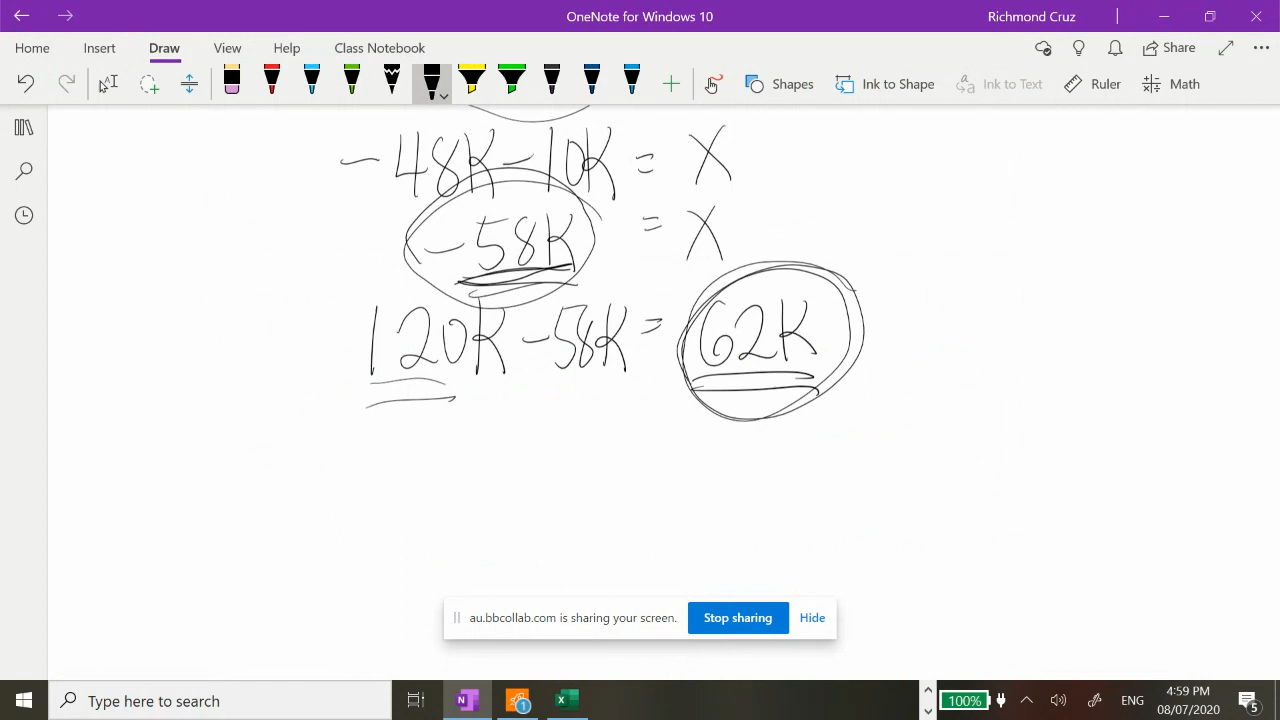 OneNote for Windows 10
Richmond Cruz
Home Insert Draw View Help Class Notebook Share
Shapes Ink to Shape Ink to Text Ruler Math
-48K-10K = X
-58K = X
120K-58K = 62K
au.bbcollab.com is sharing your screen. Stop sharing Hide
Type here to search
N 1 X
100%
ENG
4:59 PM
08/07/2020
5